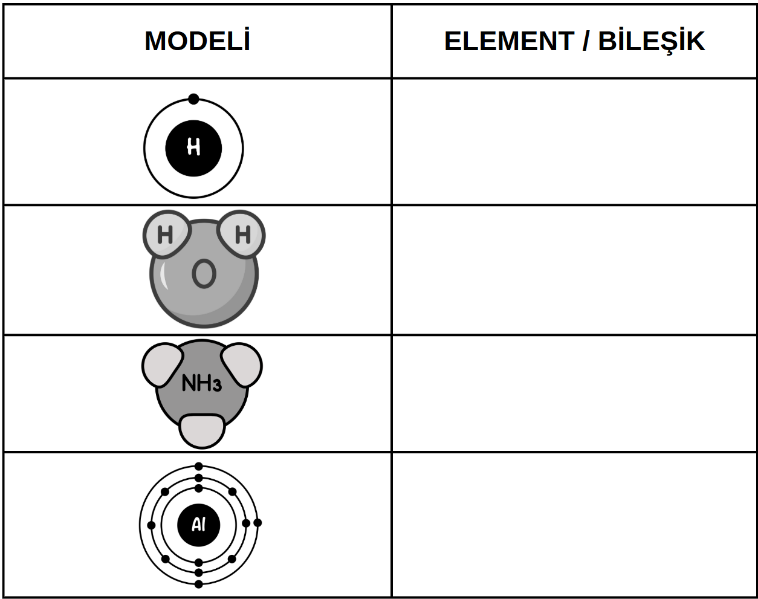 MODELİ
ELEMENT / BİLEŞİK
H
H H
O
NH3
Al